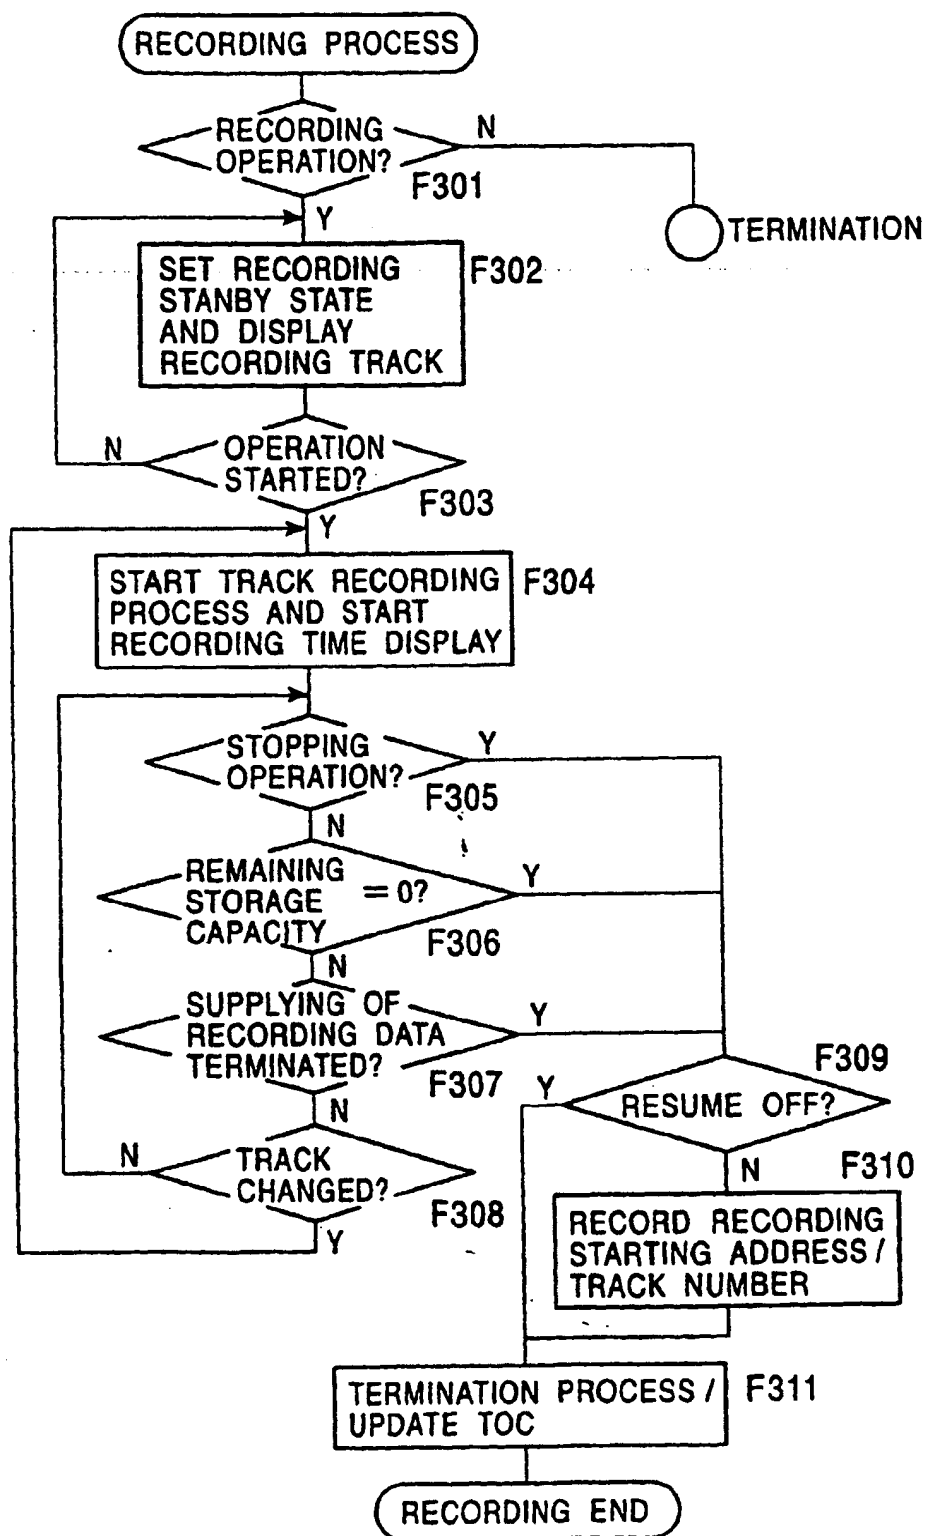 RECORDING PROCESS
RECORDING
OPERATION?
N
F301
Y
TERMINATION
SET RECORDING
STANBY STATE
AND DISPLAY
RECORDING TRACK
F302
N
OPERATION
STARTED?
F303
Y
START TRACK RECORDING
PROCESS AND START
RECORDING TIME DISPLAY
F304
STOPPING
OPERATION?
Y
F305
N
REMAINING
STORAGE = 0?
CAPACITY
Y
F306
N
SUPPLYING OF
RECORDING DATA
TERMINATED?
Y
F307
N
N
TRACK
CHANGED?
F308
Y
F309
Y
RESUME OFF?
N
F310
RECORD RECORDING
STARTING ADDRESS /
TRACK NUMBER
TERMINATION PROCESS /
UPDATE TOC
F311
RECORDING END